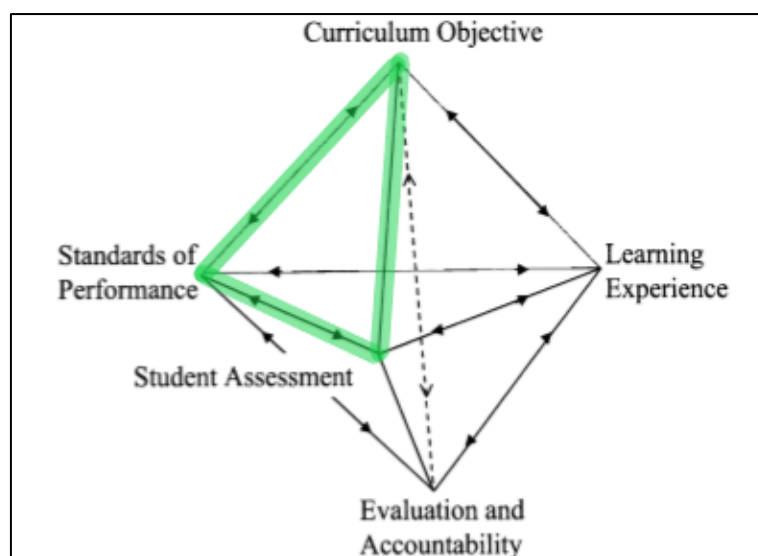 Curriculum Objective
Standards of
Performance
Learning
Experience
Student Assessment
Evaluation and
Accountability